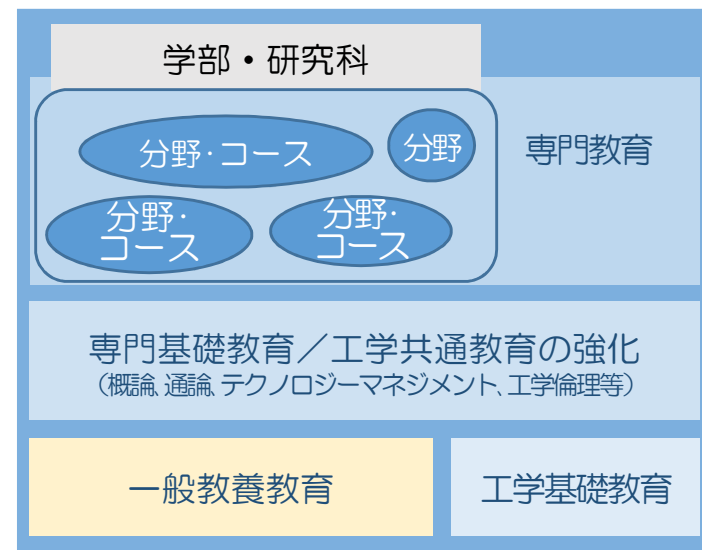 学部・研究科
分野・コース
分野
専門教育
分野・
コース
分野・
コース
専門基礎教育／工学共通教育の強化
（概論、通論、テクノロジーマネジメント、工学倫理等）
一般教養教育
工学基礎教育